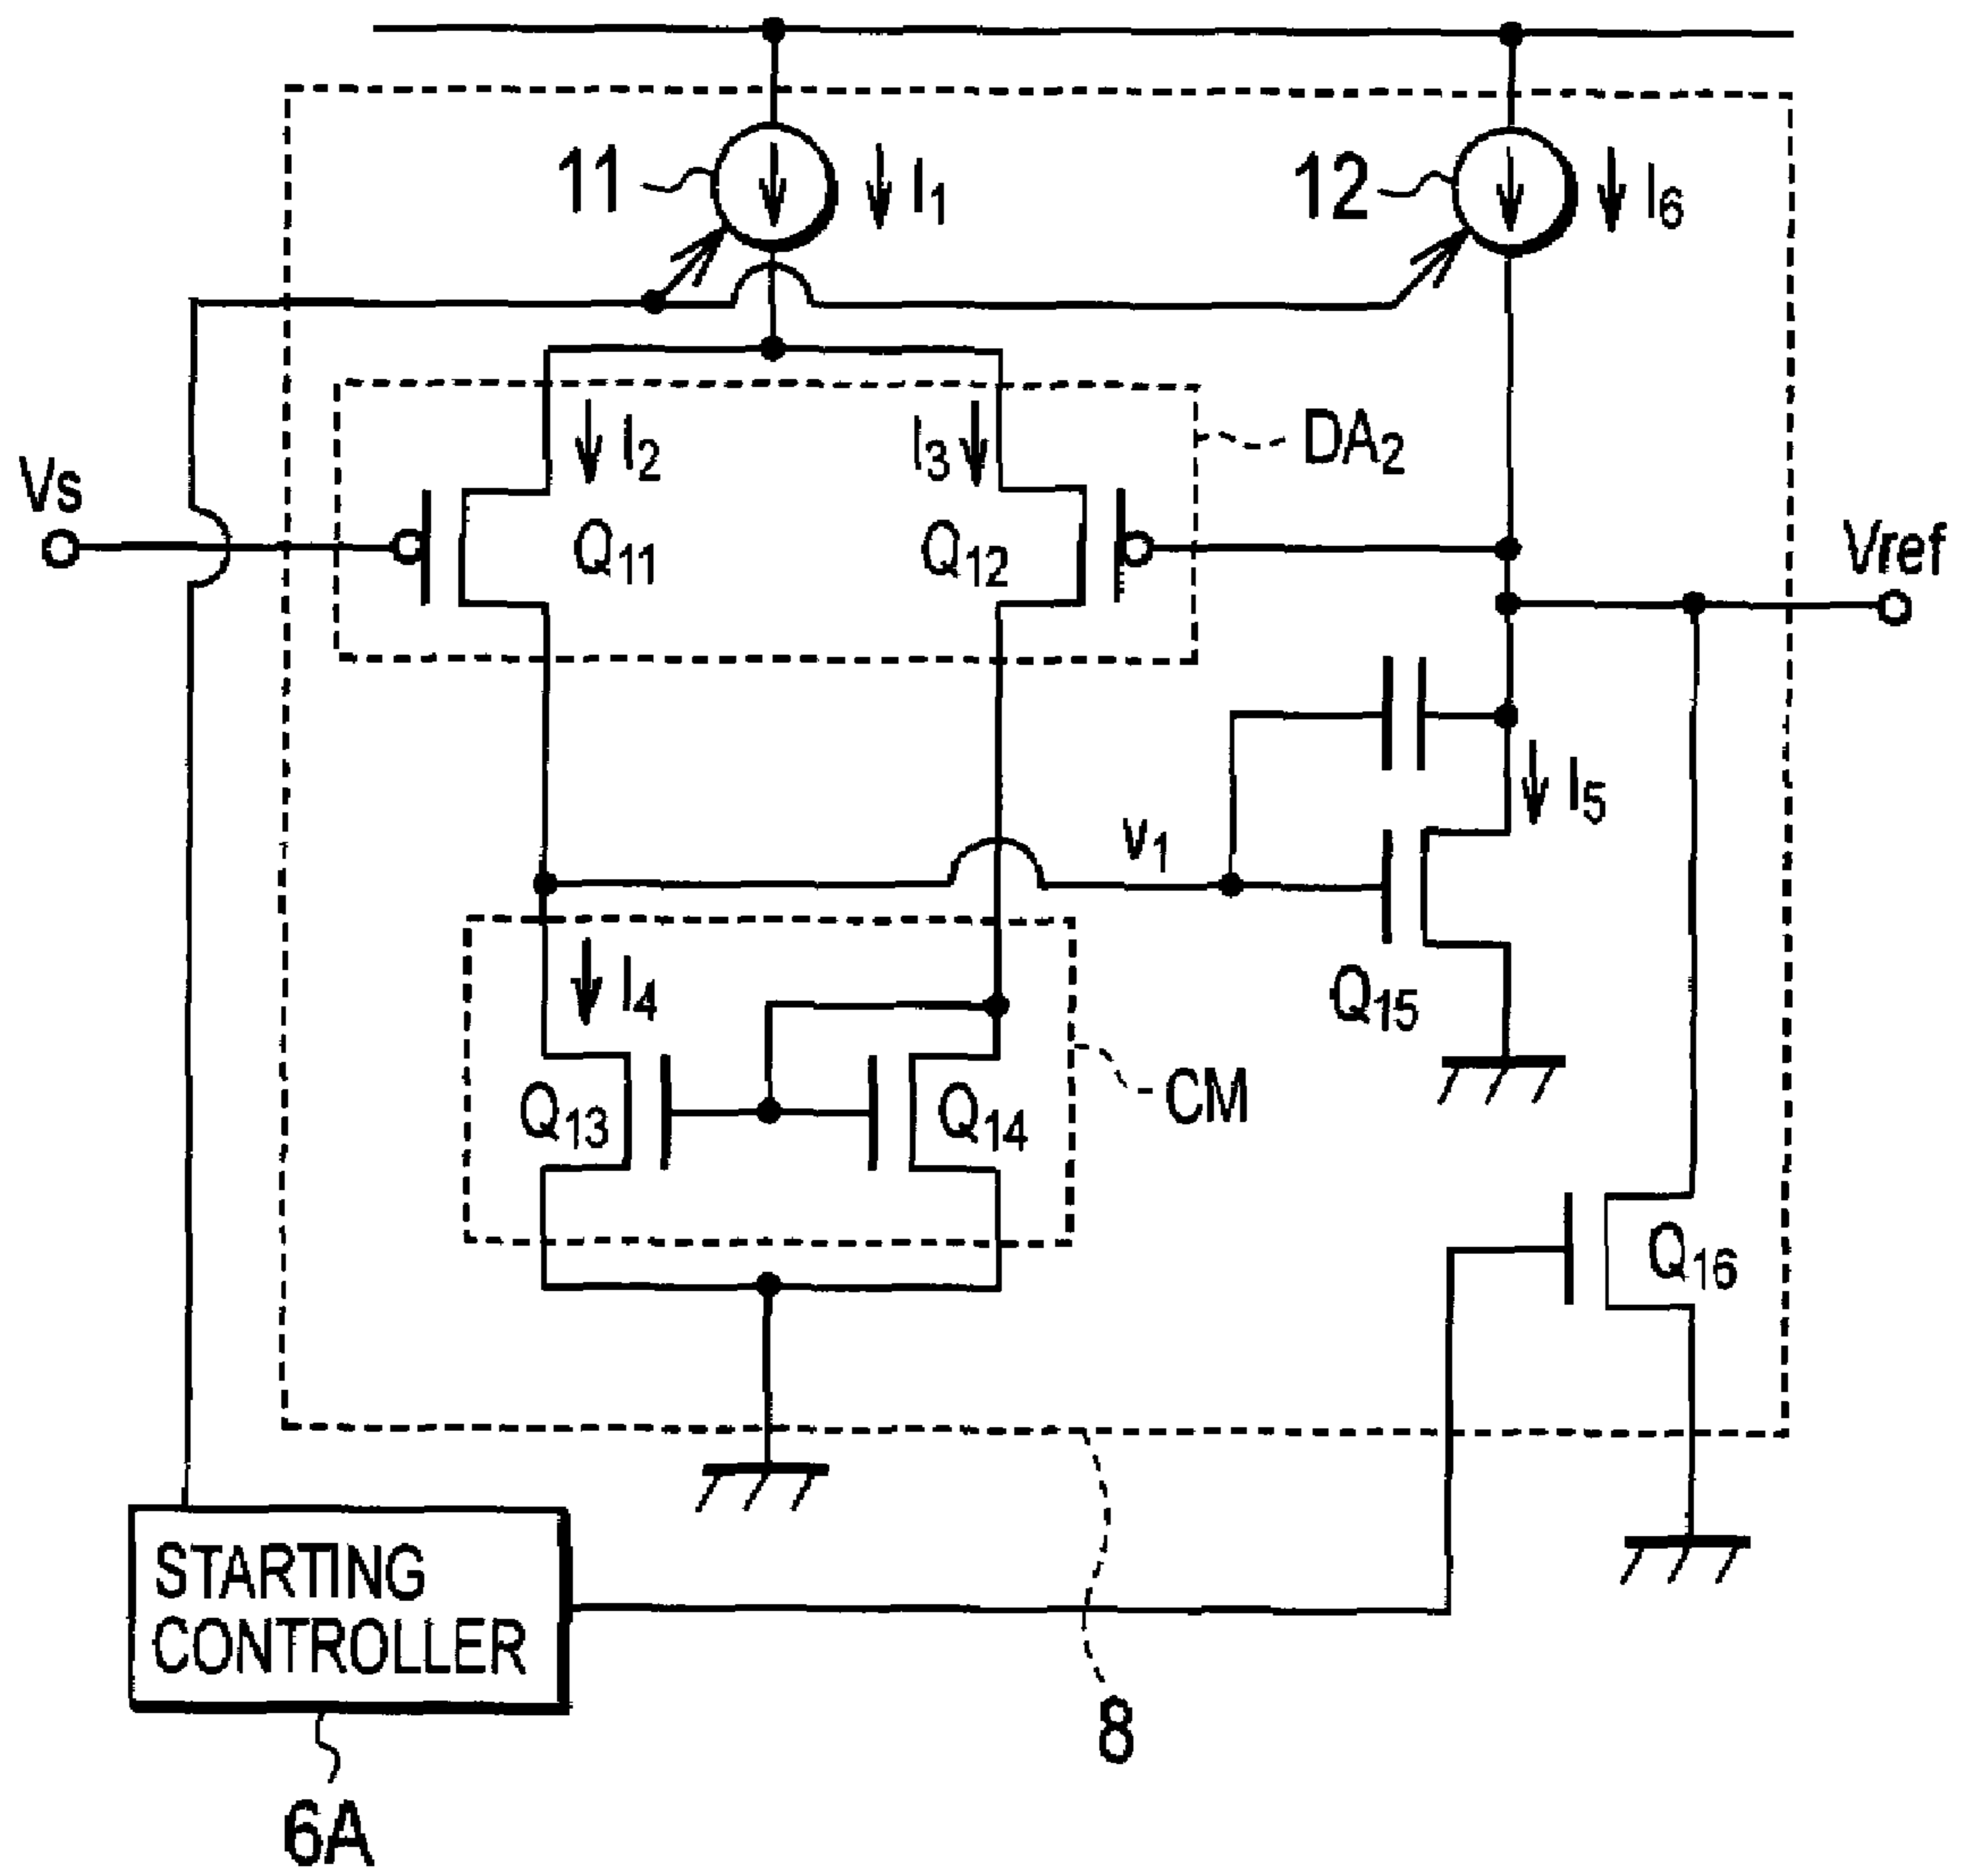 11
I1
12
I6
I2
I3
DA2
Vs
Q11
Q12
Vref
I5
v1
Q15
I4
Q13
Q14
CM
Q16
STARTING
CONTROLLER
8
6A